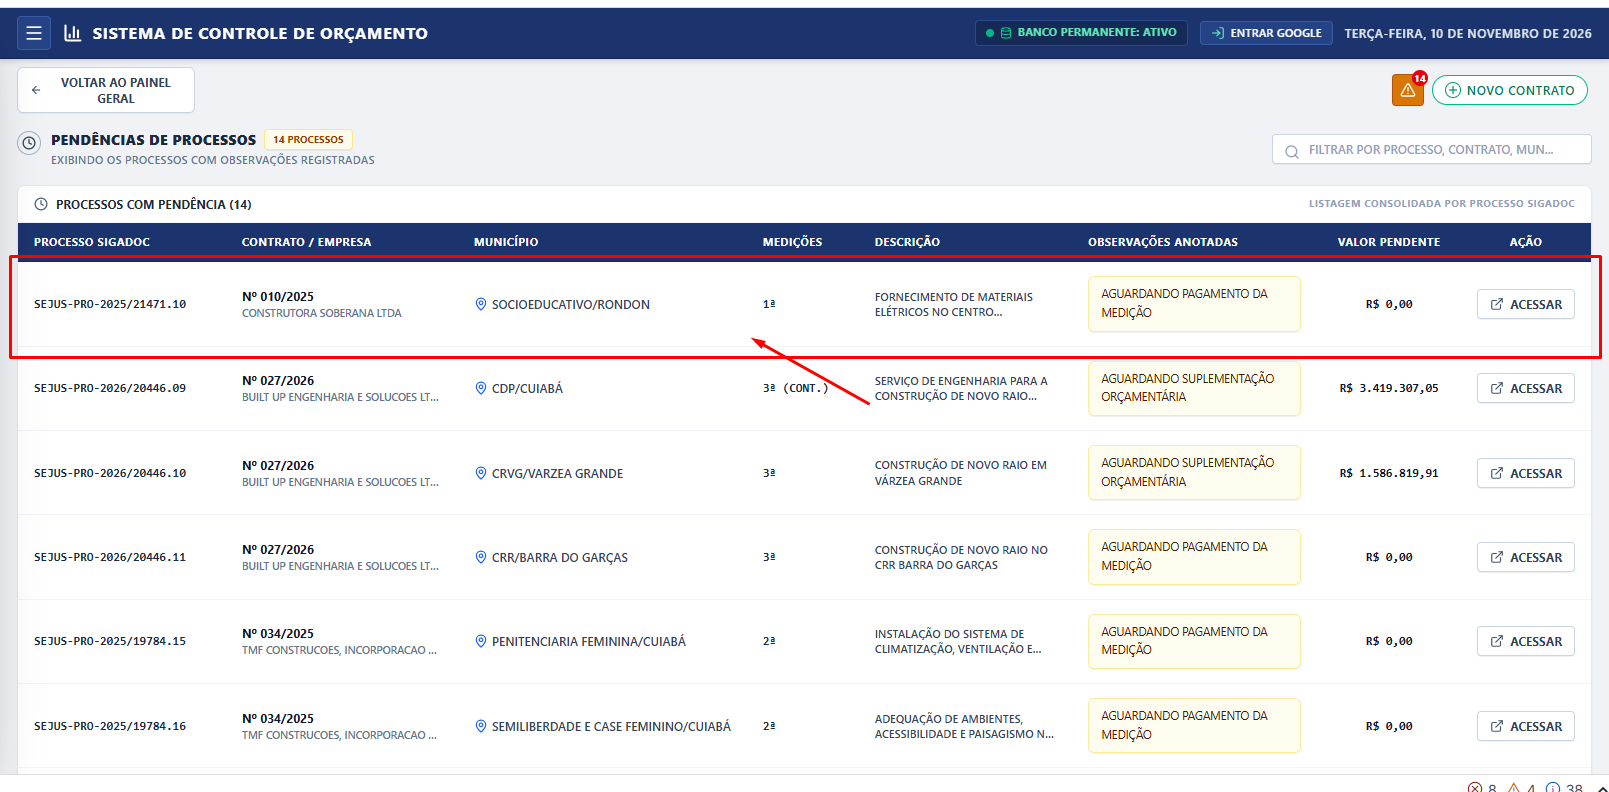 SISTEMA DE CONTROLE DE ORÇAMENTO
BANCO PERMANENTE: ATIVO
ENTRAR GOOGLE
TERÇA-FEIRA, 10 DE NOVEMBRO DE 2026
VOLTAR AO PAINEL
GERAL
14
NOVO CONTRATO
PENDÊNCIAS DE PROCESSOS
14 PROCESSOS
EXIBINDO OS PROCESSOS COM OBSERVAÇÕES REGISTRADAS
FILTRAR POR PROCESSO, CONTRATO, MUN...
PROCESSOS COM PENDÊNCIA (14)
LISTAGEM CONSOLIDADA POR PROCESSO SIGADOC
PROCESSO SIGADOC
CONTRATO / EMPRESA
MUNICÍPIO
MEDIÇÕES
DESCRIÇÃO
OBSERVAÇÕES ANOTADAS
VALOR PENDENTE
AÇÃO
SEJUS-PRO-2025/21471.10
Nº 010/2025
CONSTRUTORA SOBERANA LTDA
SOCIOEDUCATIVO/RONDON
1ª
FORNECIMENTO DE MATERIAIS
ELÉTRICOS NO CENTRO...
AGUARDANDO PAGAMENTO DA
MEDIÇÃO
R$ 0,00
ACESSAR
SEJUS-PRO-2026/20446.09
Nº 027/2026
BUILT UP ENGENHARIA E SOLUCOES LT...
CDP/CUIABÁ
3ª (CONT.)
SERVIÇO DE ENGENHARIA PARA A
CONSTRUÇÃO DE NOVO RAIO...
AGUARDANDO SUPLEMENTAÇÃO
ORÇAMENTÁRIA
R$ 3.419.307,05
ACESSAR
SEJUS-PRO-2026/20446.10
Nº 027/2026
BUILT UP ENGENHARIA E SOLUCOES LT...
CRVG/VARZEA GRANDE
3ª
CONSTRUÇÃO DE NOVO RAIO EM
VÁRZEA GRANDE
AGUARDANDO SUPLEMENTAÇÃO
ORÇAMENTÁRIA
R$ 1.586.819,91
ACESSAR
SEJUS-PRO-2026/20446.11
Nº 027/2026
BUILT UP ENGENHARIA E SOLUCOES LT...
CRR/BARRA DO GARÇAS
3ª
CONSTRUÇÃO DE NOVO RAIO NO
CRR BARRA DO GARÇAS
AGUARDANDO PAGAMENTO DA
MEDIÇÃO
R$ 0,00
ACESSAR
SEJUS-PRO-2025/19784.15
Nº 034/2025
TMF CONSTRUCOES, INCORPORACAO ...
PENITENCIARIA FEMININA/CUIABÁ
2ª
INSTALAÇÃO DO SISTEMA DE
CLIMATIZAÇÃO, VENTILAÇÃO E...
AGUARDANDO PAGAMENTO DA
MEDIÇÃO
R$ 0,00
ACESSAR
SEJUS-PRO-2025/19784.16
Nº 034/2025
TMF CONSTRUCOES, INCORPORACAO ...
SEMILIBERDADE E CASE FEMININO/CUIABÁ
2ª
ADEQUAÇÃO DE AMBIENTES,
ACESSIBILIDADE E PAISAGISMO N...
AGUARDANDO PAGAMENTO DA
MEDIÇÃO
R$ 0,00
ACESSAR
8 4 38